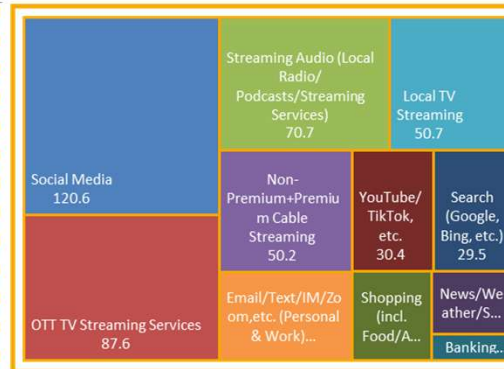 Social Media
120.6
OTT TV Streaming Services
87.6
Streaming Audio (Local
Radio/
Podcasts/Streaming
Services)
70.7
Local TV
Streaming
50.7
Non-
Premium+Premiu
m Cable
Streaming
50.2
YouTube/
TikTok,
etc.
30.4
Search
(Google,
Bing, etc.)
29.5
Email/Text/IM/Zo
om,etc. (Personal
& Work)...
Shopping
(incl.
Food/A...
News/We
ather/S...
Banking...